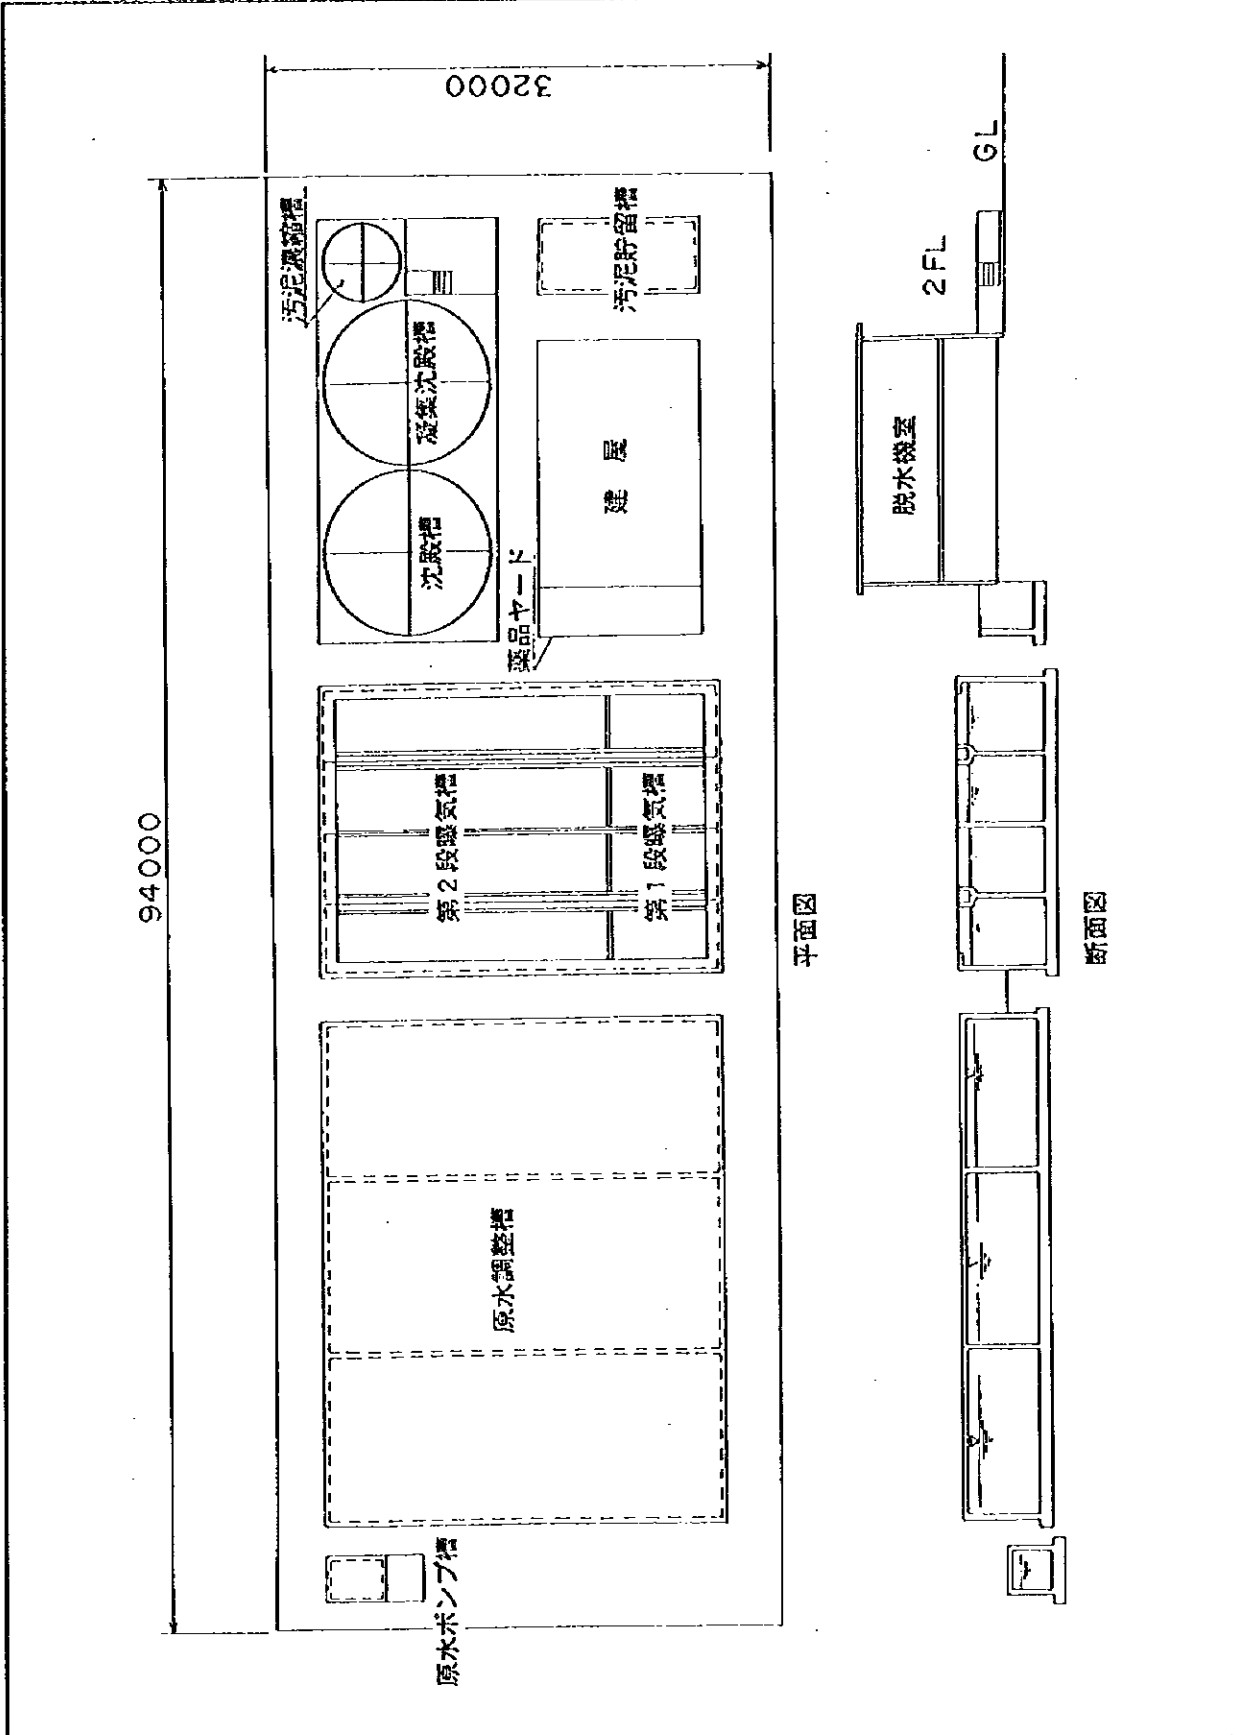 94000
32000
原水ポンプ槽
原水調整槽
第2段曝気槽
第1段曝気槽
沈殿槽
凝集沈殿槽
汚泥濃縮槽
薬品ヤード
建屋
汚泥貯留槽
平面図
脱水機室
2FL
GL
断面図